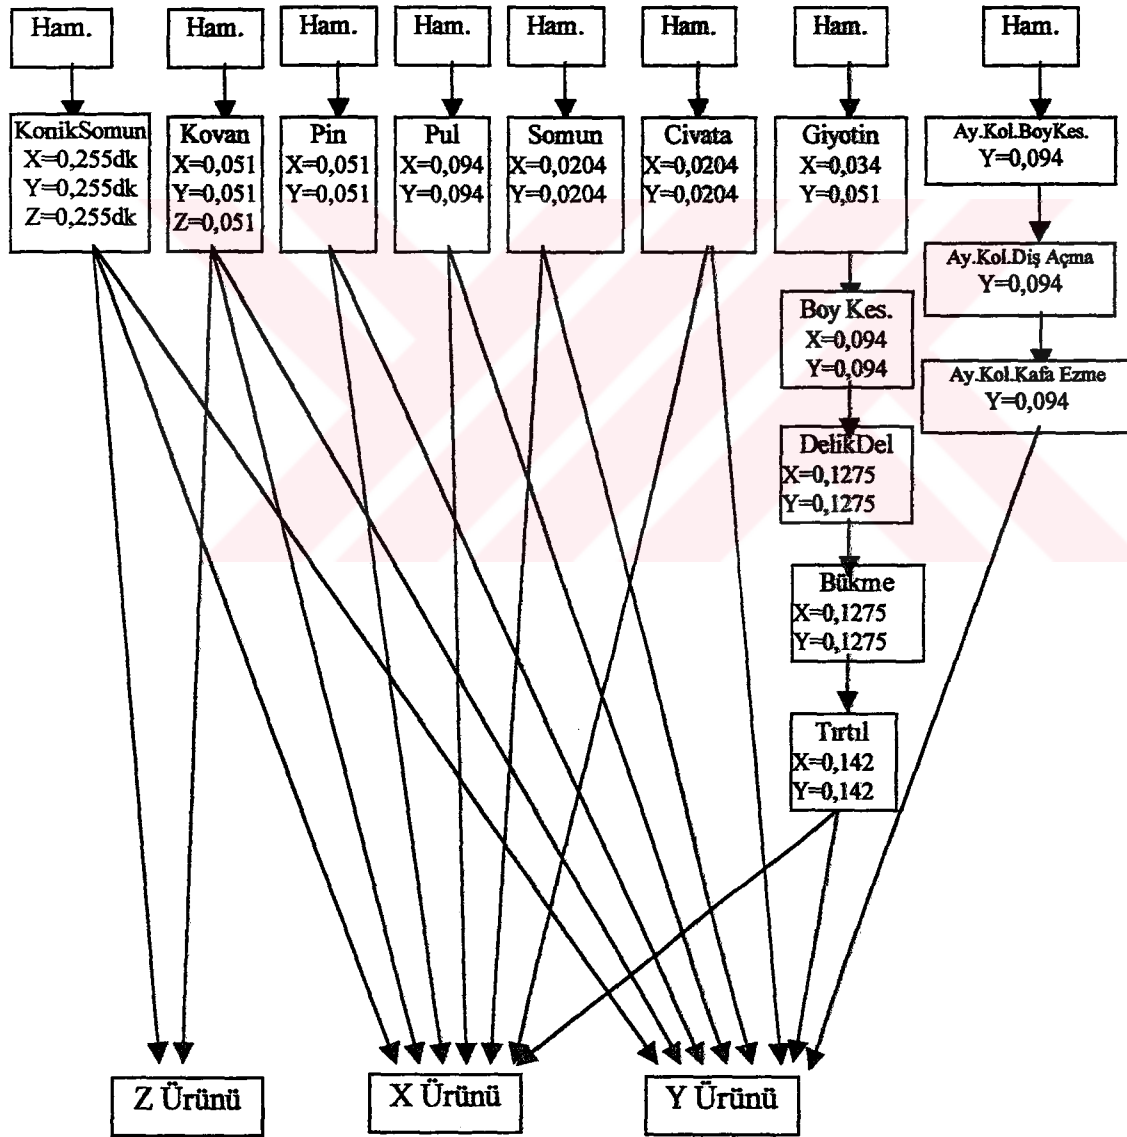 Ham.
Ham.
Ham.
Ham.
Ham.
Ham.
Ham.
Ham.
KonikSomun
X=0,255dk
Y=0,255dk
Z=0,255dk
Kovan
X=0,051
Y=0,051
Z=0,051
Pin
X=0,051
Y=0,051
Pul
X=0,094
Y=0,094
Somun
X=0,0204
Y=0,0204
Civata
X=0,0204
Y=0,0204
Giyotin
X=0,034
Y=0,051
Ay.Kol.BoyKes.
Y=0,094
Ay.Kol.Diş Açma
Y=0,094
Boy Kes.
X=0,094
Y=0,094
Ay.Kol.Kafa Ezme
Y=0,094
DelikDel
X=0,1275
Y=0,1275
Bükme
X=0,1275
Y=0,1275
Tırtıl
X=0,142
Y=0,142
Z Ürünü
X Ürünü
Y Ürünü